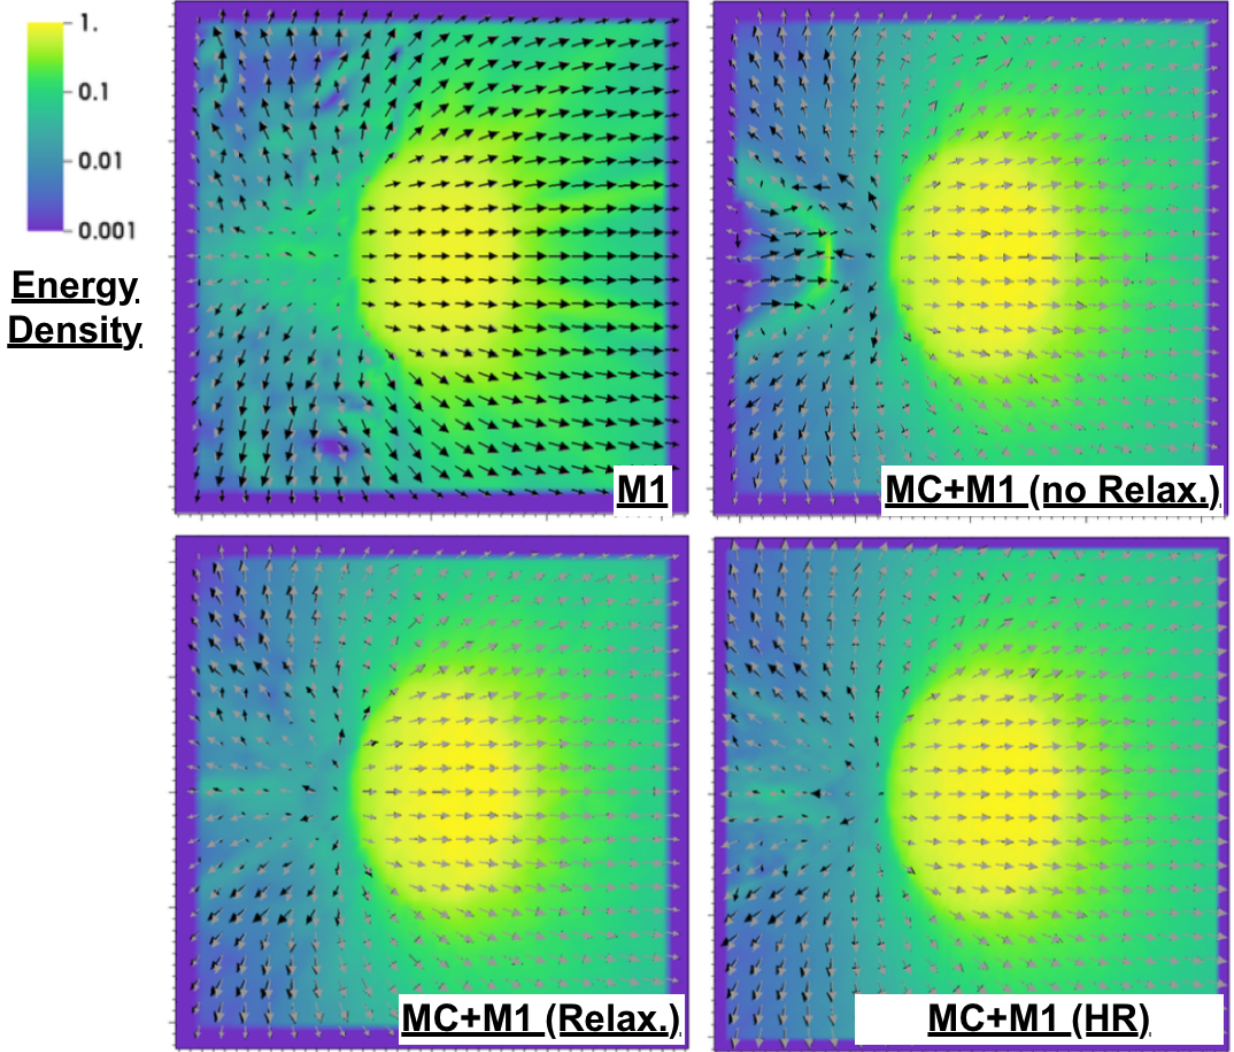 1.
0.1
0.01
0.001
Energy
Density
M1
MC+M1 (no Relax.)
MC+M1 (Relax.)
MC+M1 (HR)